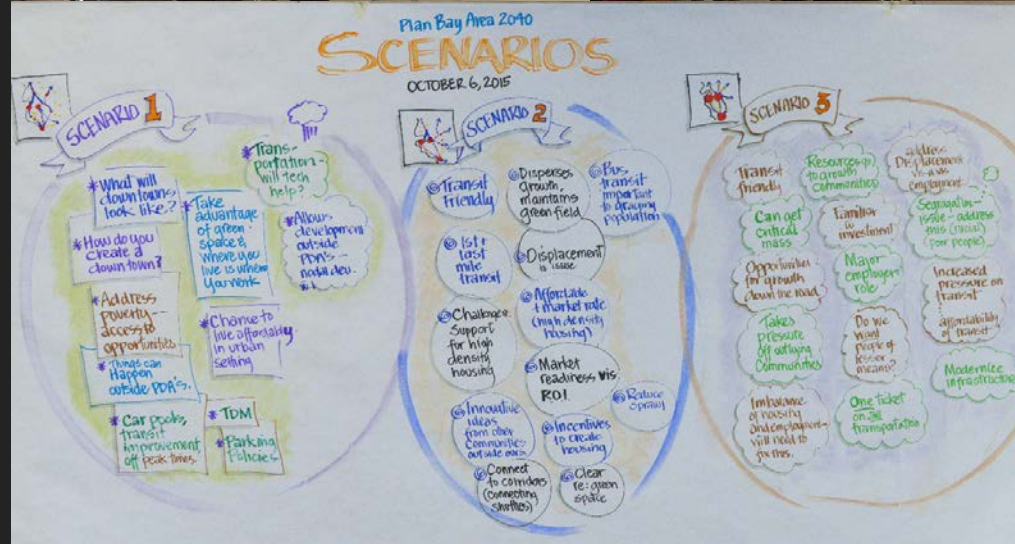 Plan Bay Area 2040
SCENARIOS
OCTOBER 6, 2015
SCENARIO 1
* What will
downtowns
look like?
* Trans-
portation -
will tech
help?
* How do you
create a
downtown?
* Take
advantage
of green
space &
where you
live is where
you work
* Allows
development
outside
PDA's -
nodal dev.
* Address
poverty -
access to
opportunities
* Chance to
live affordably
in urban
setting
* Things can
Happen
outside PDA's.
* Car pools,
transit
improvement,
off peak times.
* TDM
* Parking
Policies
SCENARIO 2
Transit
Friendly
Disperses
growth,
maintains
green field
Bus
transit
important
to graying
population
1st &
last
mile
transit
Displacement
is issue
Challenge
Support
for high
density
housing
Affordable
+ market rate
(high density
housing)
Market
readiness vis
R.O.I.
Reduce
sprawl
Innovative
ideas
from other
communities
outside ours
Incentives
to create
housing
Connect
to corridors
(connecting
shuttles)
Clear
re: green
space
SCENARIO 3
Transit
friendly
Resources go
to growth
communities
address
Displacement
vis-a-vis
employment
Can get
critical
mass
Familiar
to
investment
Segregation -
issue - address
this (racial)
(poor people)
Opportunities
for growth
down the road
Major
employers
role
Increased
pressure on
transit -
affordability
of transit
Takes
pressure
off outlying
communities
Do we
want
people of
lesser
means?
Modernize
infrastructure
Imbalance
of housing
and employment -
will need to
fix this.
One ticket
on
transportation